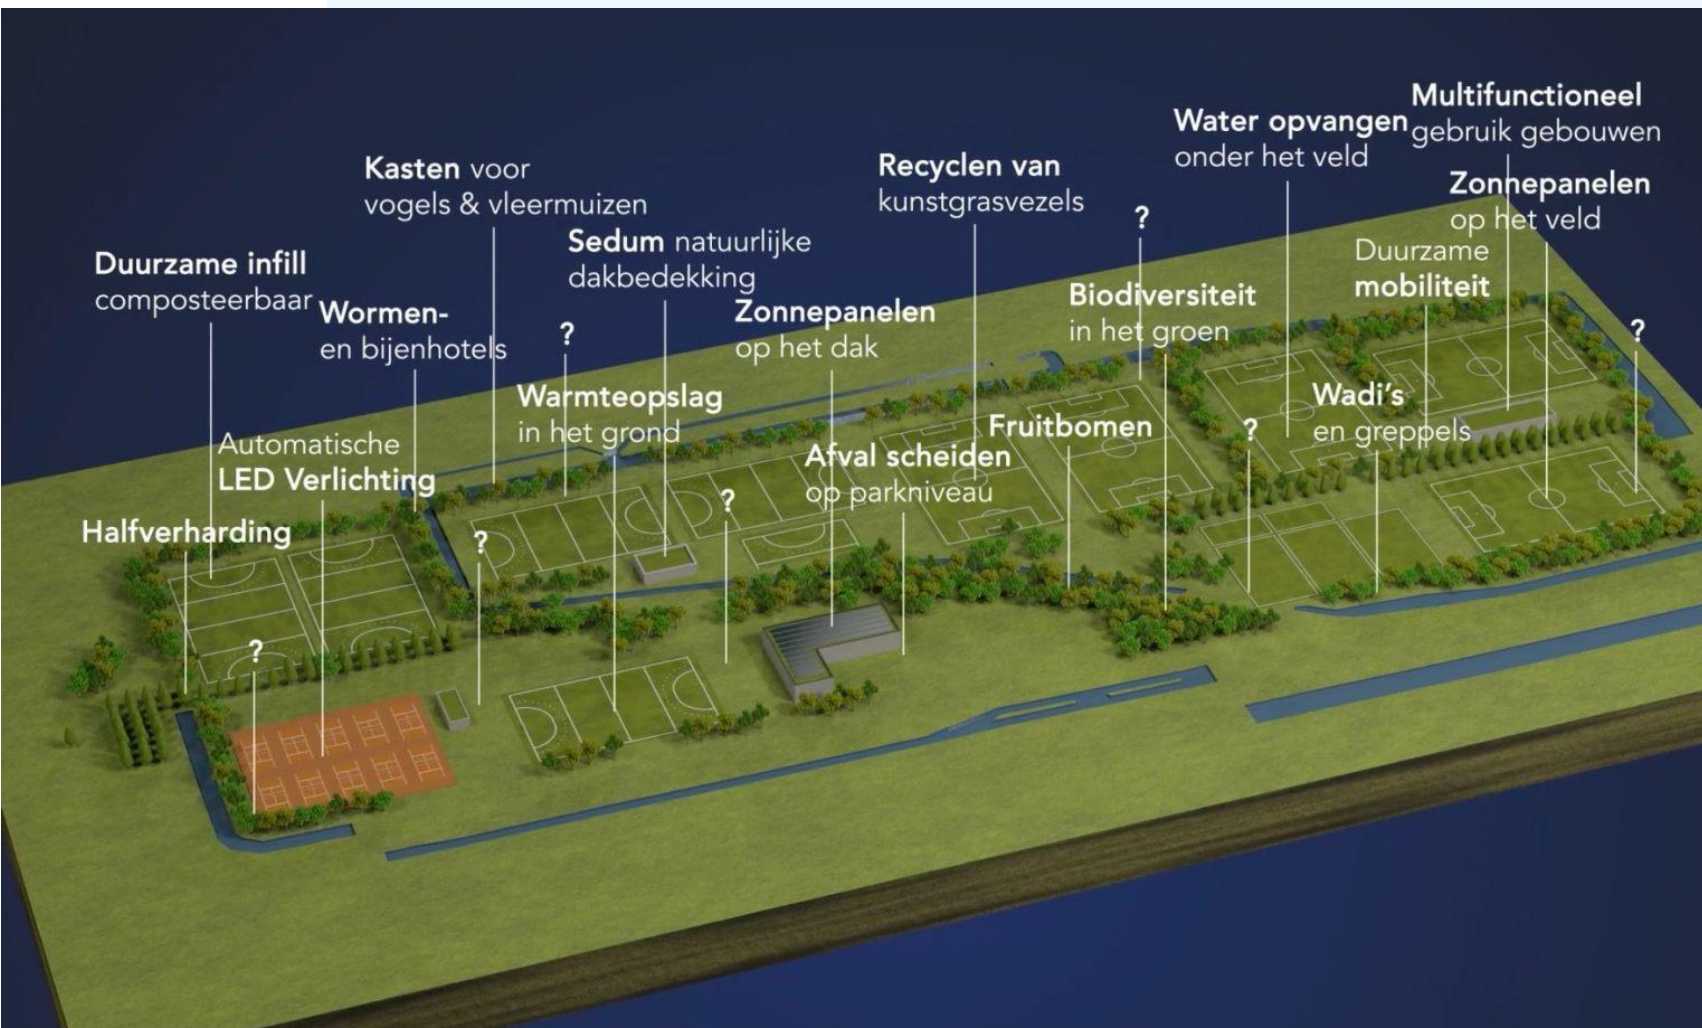 Multifunctioneel
gebruik gebouwen
Water opvangen
onder het veld
Kasten voor
vogels & vleermuizen
Recyclen van
kunstgrasvezels
Zonnepanelen
op het veld
?
Sedum natuurlijke
dakbedekking
Duurzame
mobiliteit
Duurzame infill
composteerbaar
Biodiversiteit
in het groen
Wormen-
en bijenhotels
?
Zonnepanelen
op het dak
?
Warmteopslag
in het grond
Wadi's
en greppels
Fruitbomen
?
Automatische
LED Verlichting
Afval scheiden
op parkniveau
?
Halfverharding
?
?